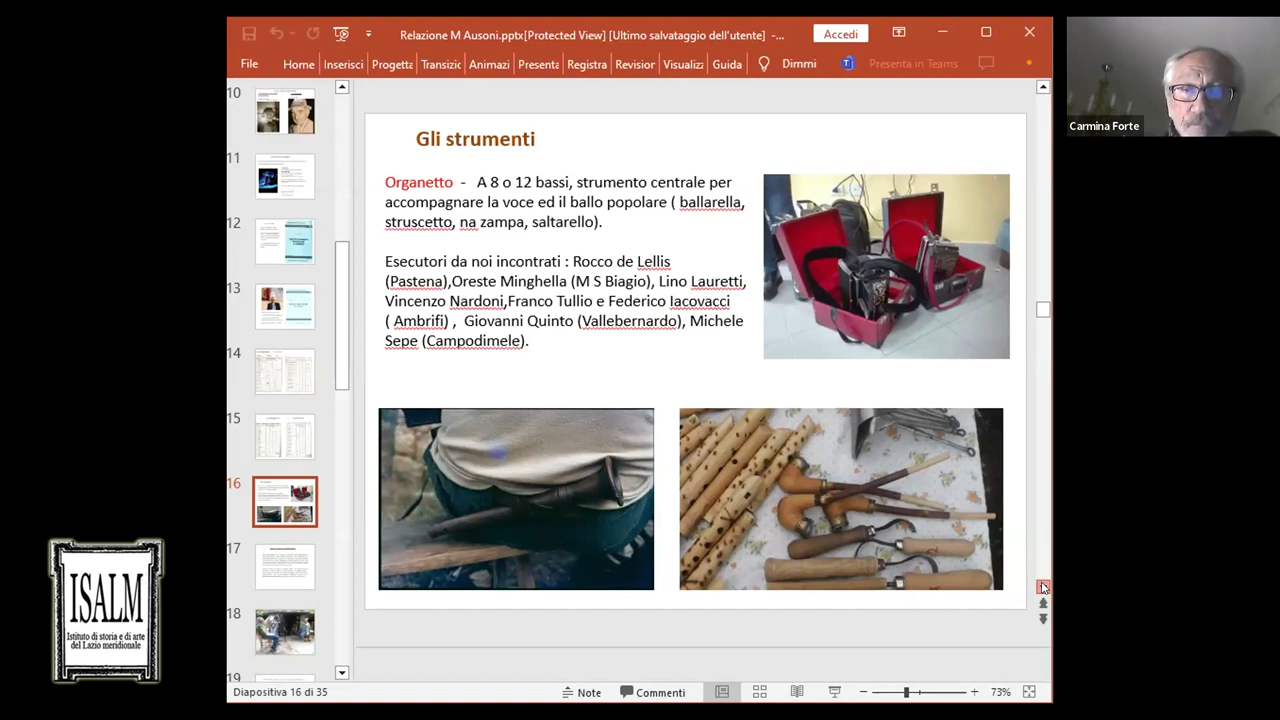 Relazione M Ausoni.pptx[Protected View] [Ultimo salvataggio dell'utente] -...
Accedi
File Home Inserisci Progetta Transizio Animazi Presenta Registra Revision Visualizz Guida Dimmi Presenta in Teams
Carmina Forte
10
11
12
13
14
15
16
17
18
19
Gli strumenti
Organetto - A 8 o 12 bassi, strumento centrale per
accompagnare la voce ed il ballo popolare ( ballarella,
struscetto, na zampa, saltarello).
Esecutori da noi incontrati : Rocco de Lellis
(Pastena),Oreste Minghella (M S Biagio), Lino Lauretti,
Vincenzo Nardoni,Franco Tullio e Federico Iacovacci
( Ambrifi) , Giovanni Quinto (Vallebernardo), Michele
Sepe (Campodimele).
ISALM
Istituto di storia e di arte
del Lazio meridionale
Diapositiva 16 di 35
Note
Commenti
73%